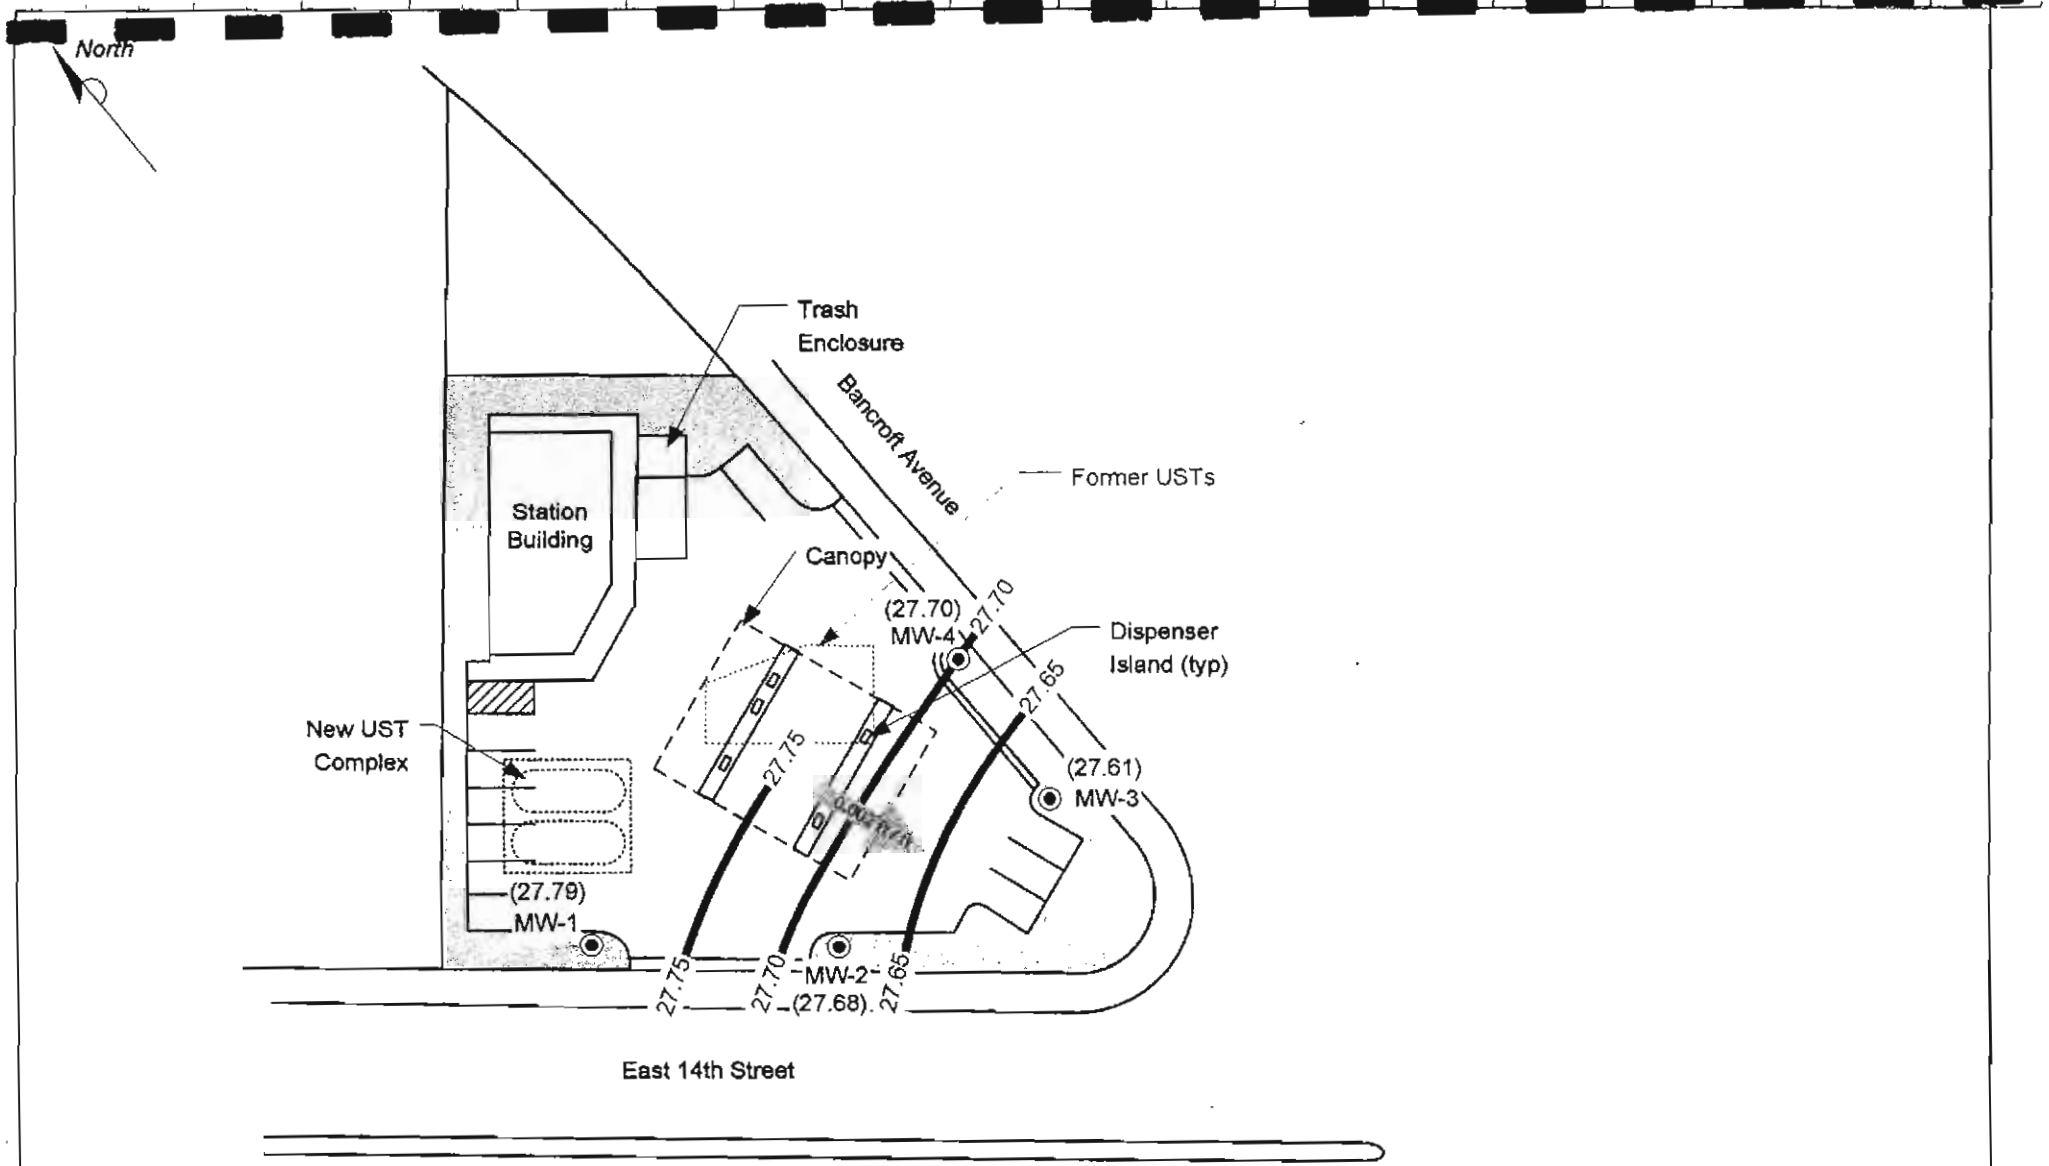 North
Trash
Enclosure
Bancroft Avenue
Former USTs
Station
Building
Canopy
(27.70)
MW-4
27.70
Dispenser
Island (typ)
27.65
New UST
Complex
27.75
(27.61)
MW-3
(27.79)
MW-1
27.75
27.70
MW-2
(27.68)
27.65
East 14th Street